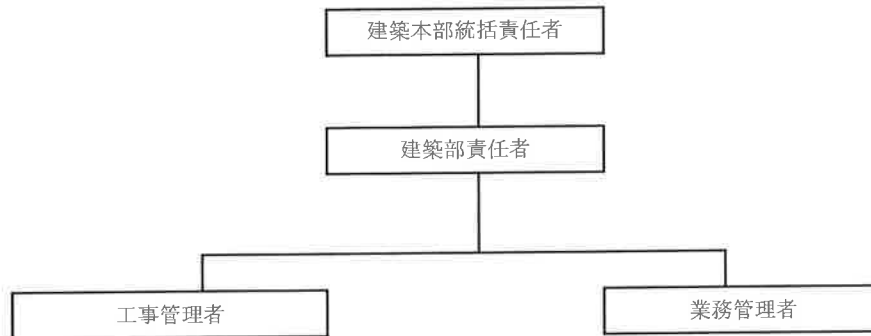 建築本部統括責任者
建築部責任者
工事管理者
業務管理者